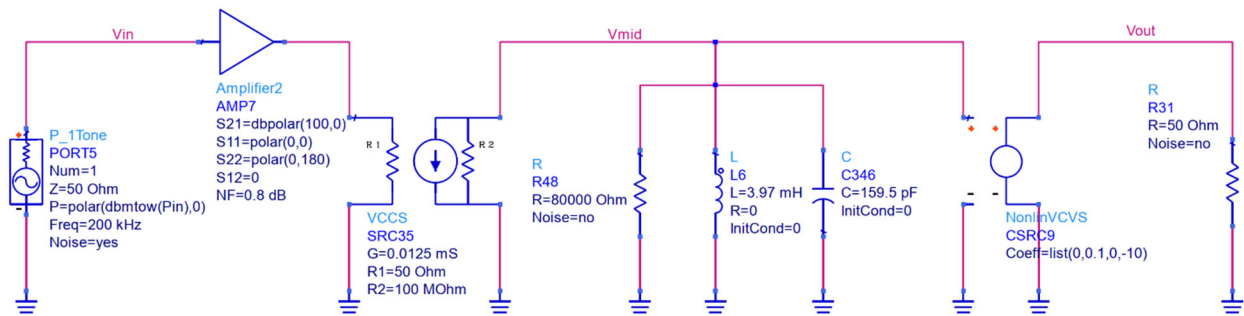 Vin
Amplifier2
AMP7
S21=dbpolar(100,0)
S11=polar(0,0)
S22=polar(0,180)
S12=0
NF=0.8 dB
P_1Tone
PORT5
Num=1
Z=50 Ohm
P=polar(dbmtow(Pin),0)
Freq=200 kHz
Noise=yes
R 1
R 2
VCCS
SRC35
G=0.0125 mS
R1=50 Ohm
R2=100 MOhm
Vmid
R
R48
R=80000 Ohm
Noise=no
L
L6
L=3.97 mH
R=0
InitCond=0
C
C346
C=159.5 pF
InitCond=0
NonlinVCVS
CSRC9
Coeff=list(0,0.1,0,-10)
Vout
R
R31
R=50 Ohm
Noise=no